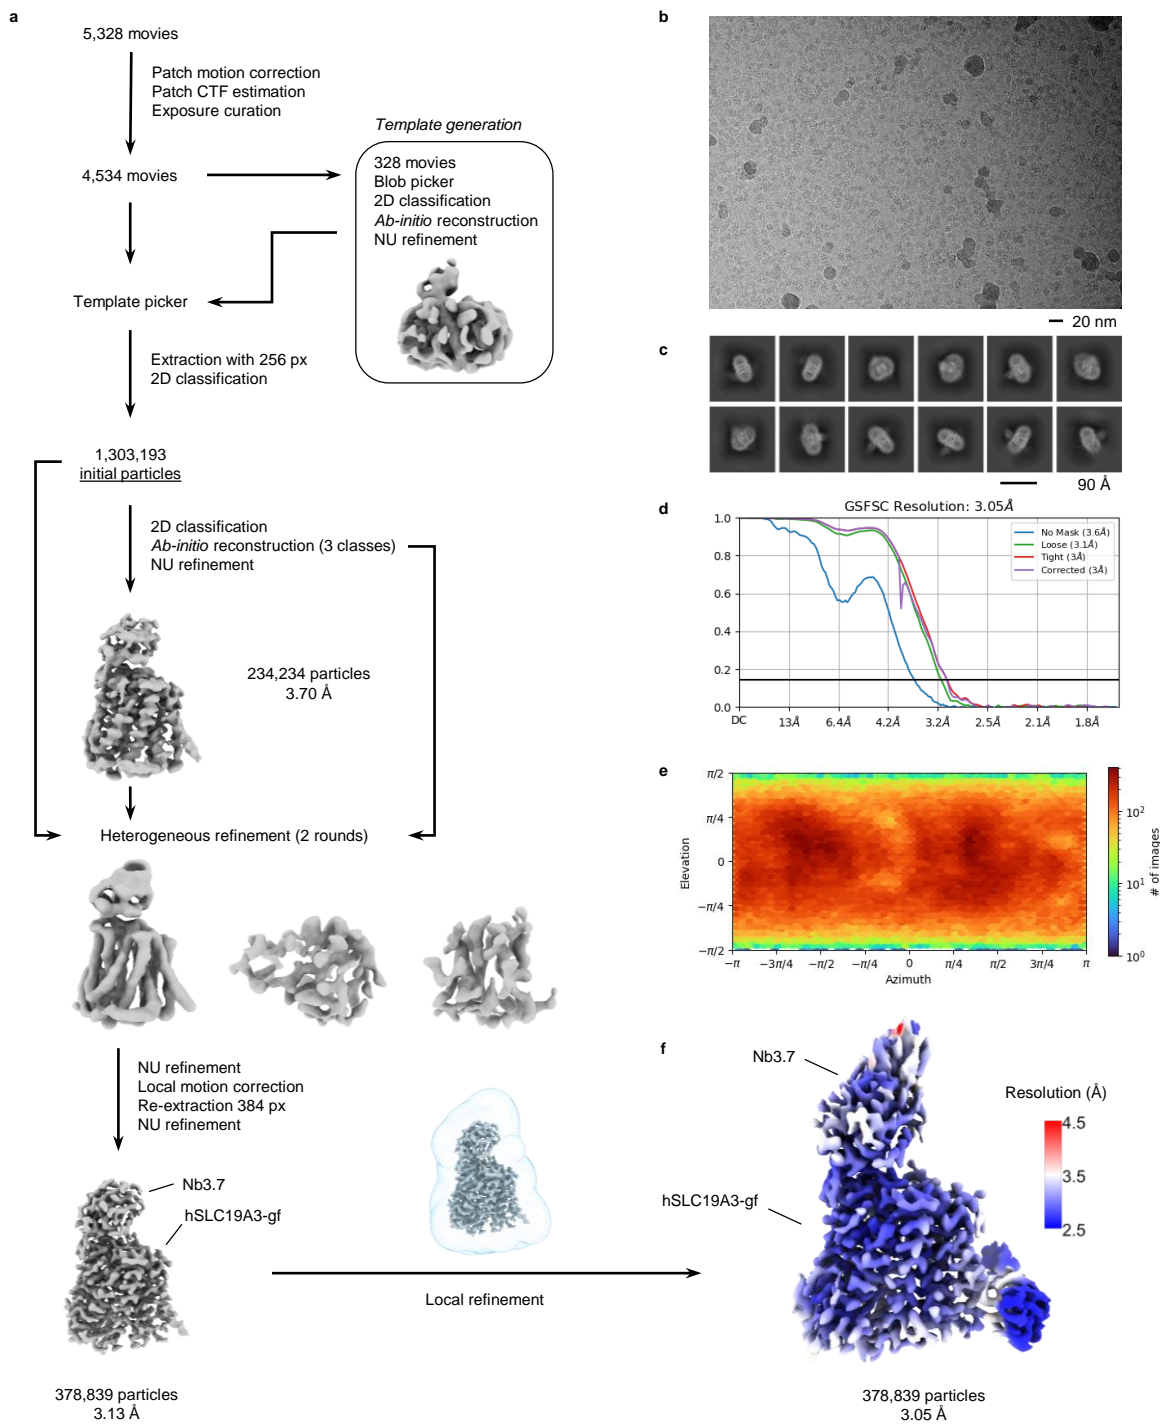 a
5,328 movies
Patch motion correction
Patch CTF estimation
Exposure curation
4,534 movies
Template generation
328 movies
Blob picker
2D classification
Ab-initio reconstruction
NU refinement
Template picker
Extraction with 256 px
2D classification
1,303,193
initial particles
2D classification
Ab-initio reconstruction (3 classes)
NU refinement
234,234 particles
3.70 Å
Heterogeneous refinement (2 rounds)
NU refinement
Local motion correction
Re-extraction 384 px
NU refinement
Nb3.7
hSLC19A3-gf
Local refinement
378,839 particles
3.13 Å
b
20 nm
c
90 Å
d
GSFSC Resolution: 3.05Å
1.0
0.8
0.6
0.4
0.2
0.0
No Mask (3.6Å)
Loose (3.1Å)
Tight (3Å)
Corrected (3Å)
DC
13Å
6.4Å
4.2Å
3.2Å
2.5Å
2.1Å
1.8Å
e
π/2
π/4
0
−π/4
−π/2
Elevation
−π
−3π/4
−π/2
−π/4
0
π/4
π/2
3π/4
π
Azimuth
10²
10¹
10⁰
# of images
f
Nb3.7
hSLC19A3-gf
Resolution (Å)
4.5
3.5
2.5
378,839 particles
3.05 Å